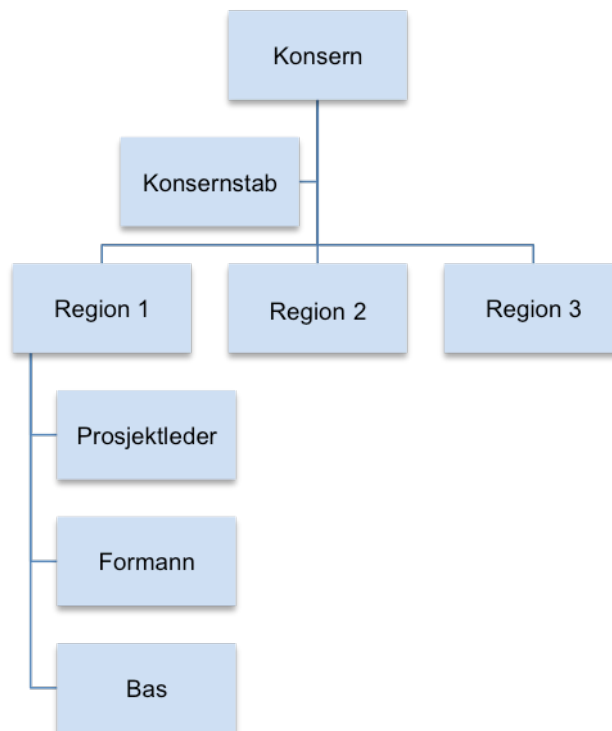 Konsern
Konsernstab
Region 1
Region 2
Region 3
Prosjektleder
Formann
Bas